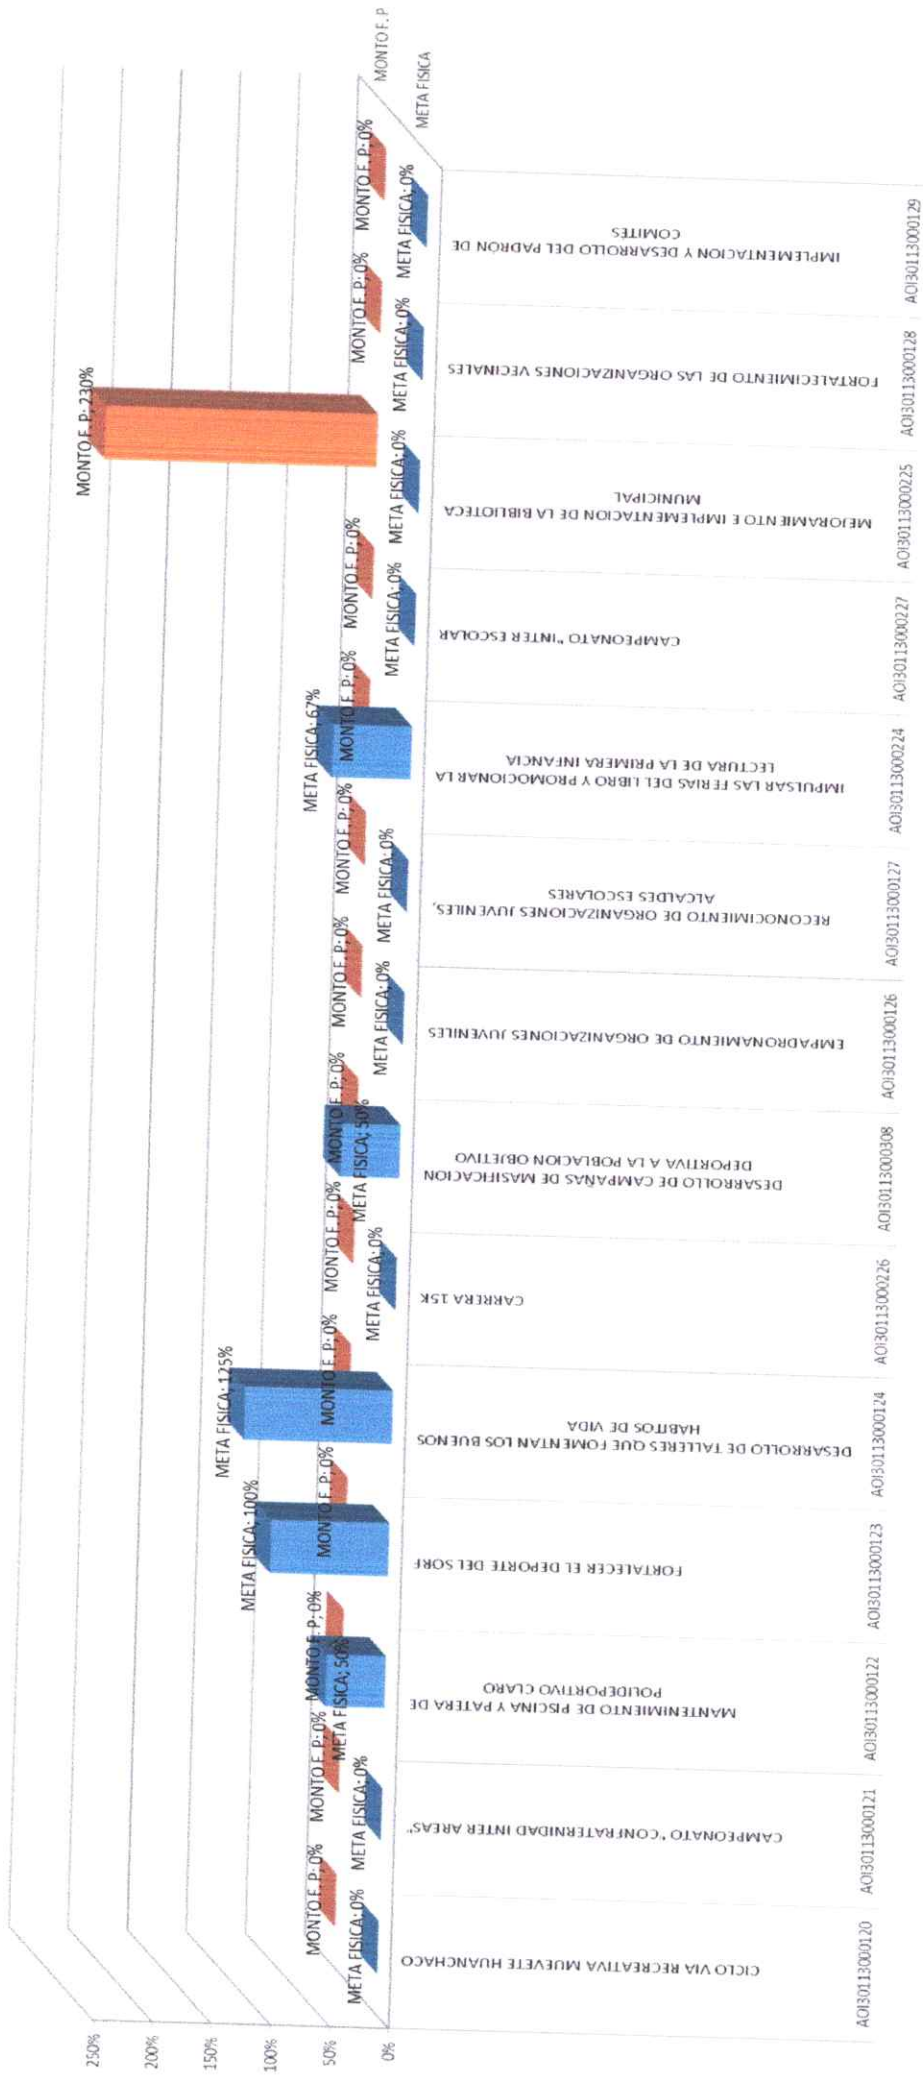 250%
200%
150%
100%
50%
0%
MONTO E. P
META FISICA
MONTO E. P; 0%
META FISICA; 0%
CICLO VIA RECREATIVA MUEVETE HUANCHACO
AOI30113000120
MONTO E. P; 0%
META FISICA; 0%
CAMPEONATO "CONFRATERNIDAD INTER AREAS"
AOI30113000121
MONTO E. P; 0%
META FISICA; 50%
MANTENIMIENTO DE PISCINA Y PATERA DE
POLIDEPORTIVO CLARO
AOI30113000122
META FISICA; 100%
MONTO E. P; 0%
FORTALECER EL DEPORTE DEL SORF
AOI30113000123
META FISICA; 125%
MONTO E. P; 0%
DESARROLLO DE TALLERES QUE FOMENTAN LOS BUENOS
HABITOS DE VIDA
AOI30113000124
MONTO E. P; 0%
META FISICA; 0%
CARRERA 15K
AOI30113000226
MONTO E. P; 0%
META FISICA; 50%
DESARROLLO DE CAMPAÑAS DE MASIFICACION
DEPORTIVA A LA POBLACION OBJETIVO
AOI30113000308
MONTO E. P; 0%
META FISICA; 0%
EMPADRONAMIENTO DE ORGANIZACIONES JUVENILES
AOI30113000126
MONTO E. P; 0%
META FISICA; 0%
RECONOCIMIENTO DE ORGANIZACIONES JUVENILES,
ALCALDES ESCOLARES
AOI30113000127
META FISICA; 67%
MONTO E. P; 0%
IMPULSAR LAS FERIAS DEL LIBRO Y PROMOCIONAR LA
LECTURA DE LA PRIMERA INFANCIA
AOI30113000224
MONTO E. P; 0%
META FISICA; 0%
CAMPEONATO "INTER ESCOLAR
AOI30113000227
MONTO E. P; 230%
META FISICA; 0%
MEJORAMIENTO E IMPLEMENTACION DE LA BIBLIOTECA
MUNICIPAL
AOI30113000225
MONTO E. P; 0%
META FISICA; 0%
FORTALECIMIENTO DE LAS ORGANIZACIONES VECINALES
AOI30113000128
MONTO E. P; 0%
META FISICA; 0%
IMPLEMENTACION Y DESARROLLO DEL PADRÓN DE
COMITES
AOI30113000129